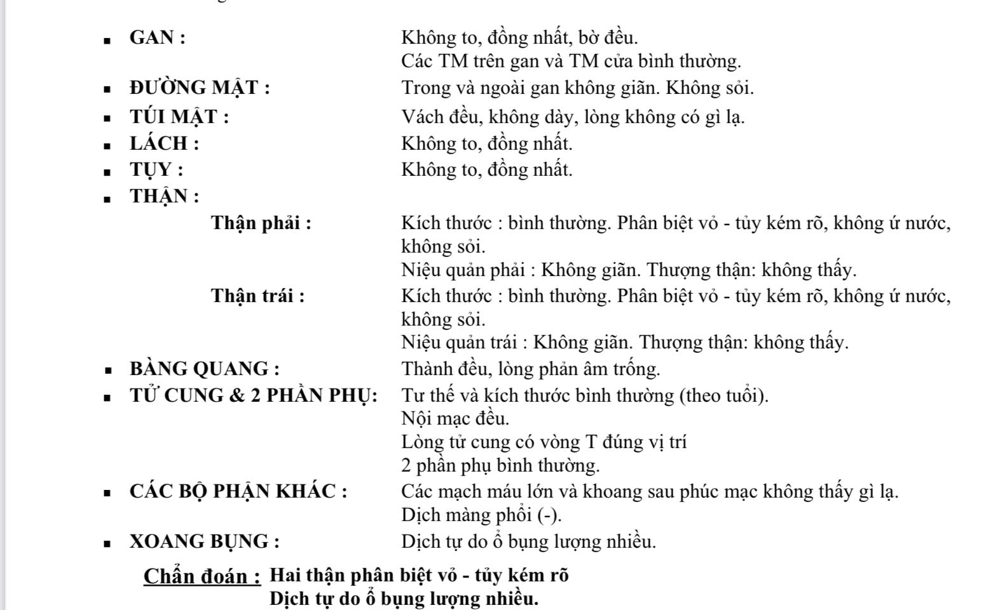 ▪ GAN : Không to, đồng nhất, bờ đều.
Các TM trên gan và TM cửa bình thường.
▪ ĐƯỜNG MẬT : Trong và ngoài gan không giãn. Không sỏi.
▪ TÚI MẬT : Vách đều, không dày, lòng không có gì lạ.
▪ LÁCH : Không to, đồng nhất.
▪ TỤY : Không to, đồng nhất.
▪ THẬN :
Thận phải : Kích thước : bình thường. Phân biệt vỏ - tủy kém rõ, không ứ nước,
không sỏi.
Niệu quản phải : Không giãn. Thượng thận: không thấy.
Thận trái : Kích thước : bình thường. Phân biệt vỏ - tủy kém rõ, không ứ nước,
không sỏi.
Niệu quản trái : Không giãn. Thượng thận: không thấy.
▪ BÀNG QUANG : Thành đều, lòng phản âm trống.
▪ TỬ CUNG & 2 PHẦN PHỤ: Tư thế và kích thước bình thường (theo tuổi).
Nội mạc đều.
Lòng tử cung có vòng T đúng vị trí
2 phần phụ bình thường.
▪ CÁC BỘ PHẬN KHÁC : Các mạch máu lớn và khoang sau phúc mạc không thấy gì lạ.
Dịch màng phổi (-).
▪ XOANG BỤNG : Dịch tự do ổ bụng lượng nhiều.
Chẩn đoán : Hai thận phân biệt vỏ - tủy kém rõ
Dịch tự do ổ bụng lượng nhiều.